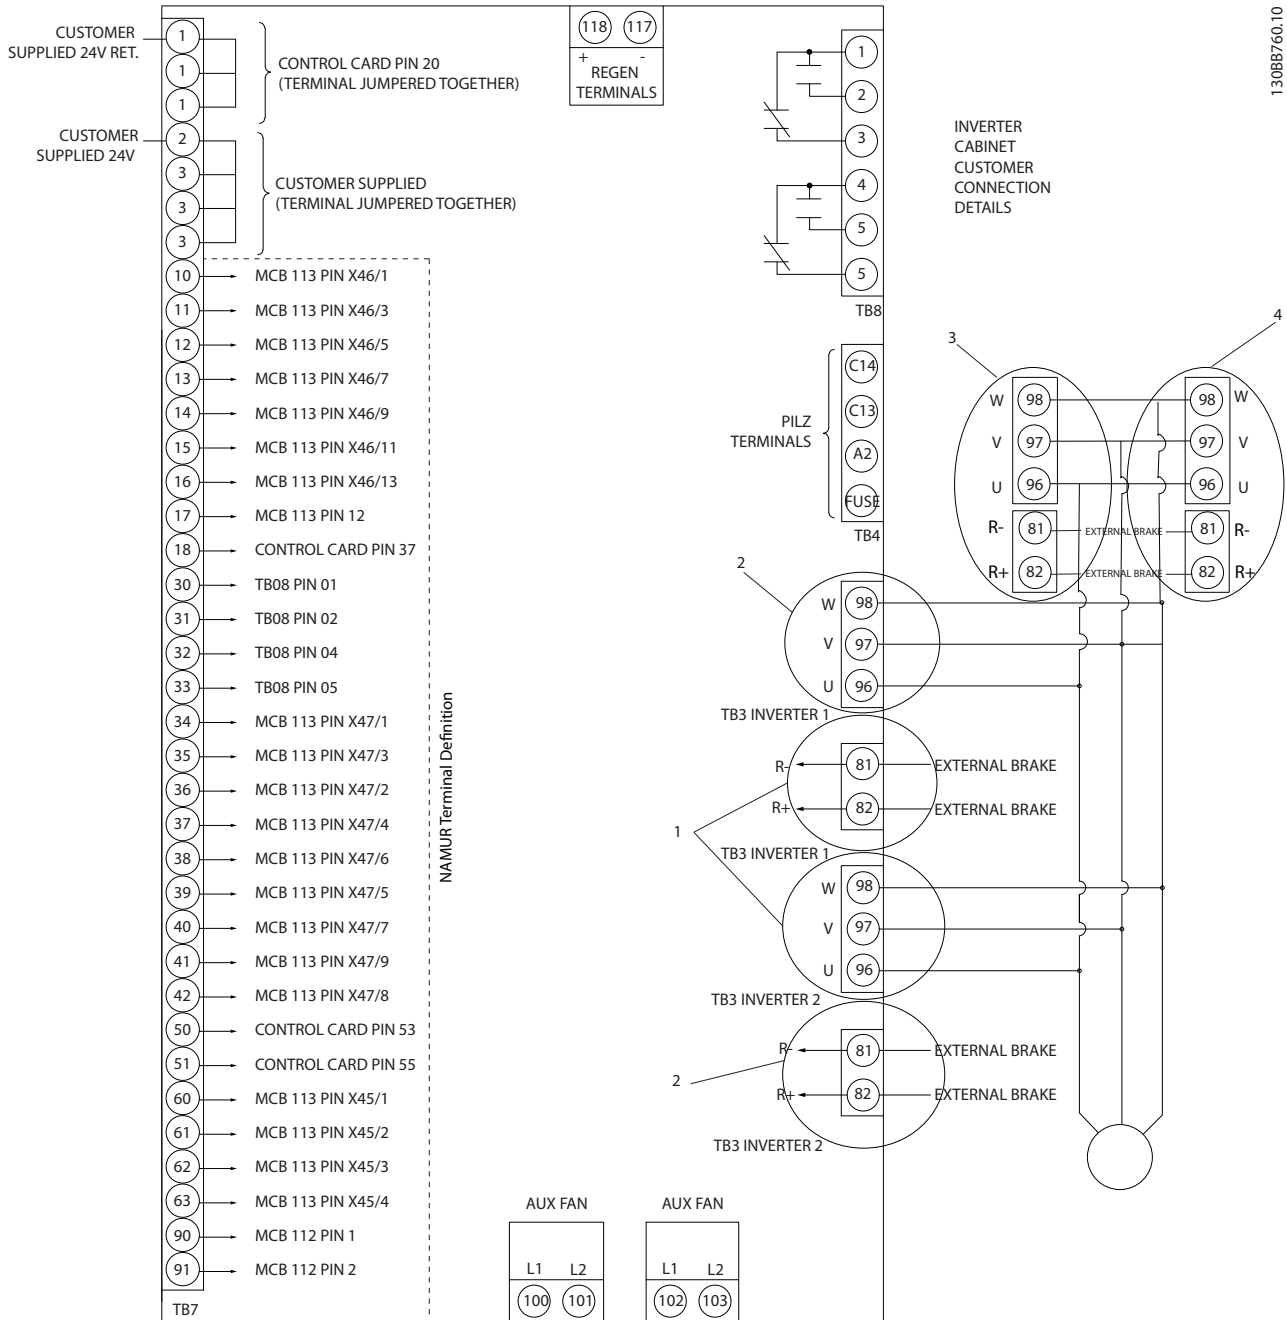 130BB760.10
CUSTOMER
SUPPLIED 24V RET.
1
1
1
CONTROL CARD PIN 20
(TERMINAL JUMPERED TOGETHER)
CUSTOMER
SUPPLIED 24V
2
3
3
3
CUSTOMER SUPPLIED
(TERMINAL JUMPERED TOGETHER)
10 MCB 113 PIN X46/1
11 MCB 113 PIN X46/3
12 MCB 113 PIN X46/5
13 MCB 113 PIN X46/7
14 MCB 113 PIN X46/9
15 MCB 113 PIN X46/11
16 MCB 113 PIN X46/13
17 MCB 113 PIN 12
18 CONTROL CARD PIN 37
30 TB08 PIN 01
31 TB08 PIN 02
32 TB08 PIN 04
33 TB08 PIN 05
34 MCB 113 PIN X47/1
35 MCB 113 PIN X47/3
36 MCB 113 PIN X47/2
37 MCB 113 PIN X47/4
38 MCB 113 PIN X47/6
39 MCB 113 PIN X47/5
40 MCB 113 PIN X47/7
41 MCB 113 PIN X47/9
42 MCB 113 PIN X47/8
50 CONTROL CARD PIN 53
51 CONTROL CARD PIN 55
60 MCB 113 PIN X45/1
61 MCB 113 PIN X45/2
62 MCB 113 PIN X45/3
63 MCB 113 PIN X45/4
90 MCB 112 PIN 1
91 MCB 112 PIN 2
TB7
NAMUR Terminal Definition
118 117
+ -
REGEN
TERMINALS
1
2
3
4
5
5
TB8
INVERTER
CABINET
CUSTOMER
CONNECTION
DETAILS
PILZ
TERMINALS
C14
C13
A2
FUSE
TB4
3
4
W 98 98 W
V 97 97 V
U 96 96 U
R- 81 EXTERNAL BRAKE 81 R-
R+ 82 EXTERNAL BRAKE 82 R+
2
W 98
V 97
U 96
TB3 INVERTER 1
R- 81 EXTERNAL BRAKE
R+ 82 EXTERNAL BRAKE
1
TB3 INVERTER 1
W 98
V 97
U 96
TB3 INVERTER 2
R- 81 EXTERNAL BRAKE
2
R+ 82 EXTERNAL BRAKE
TB3 INVERTER 2
AUX FAN
L1 L2
100 101
AUX FAN
L1 L2
102 103